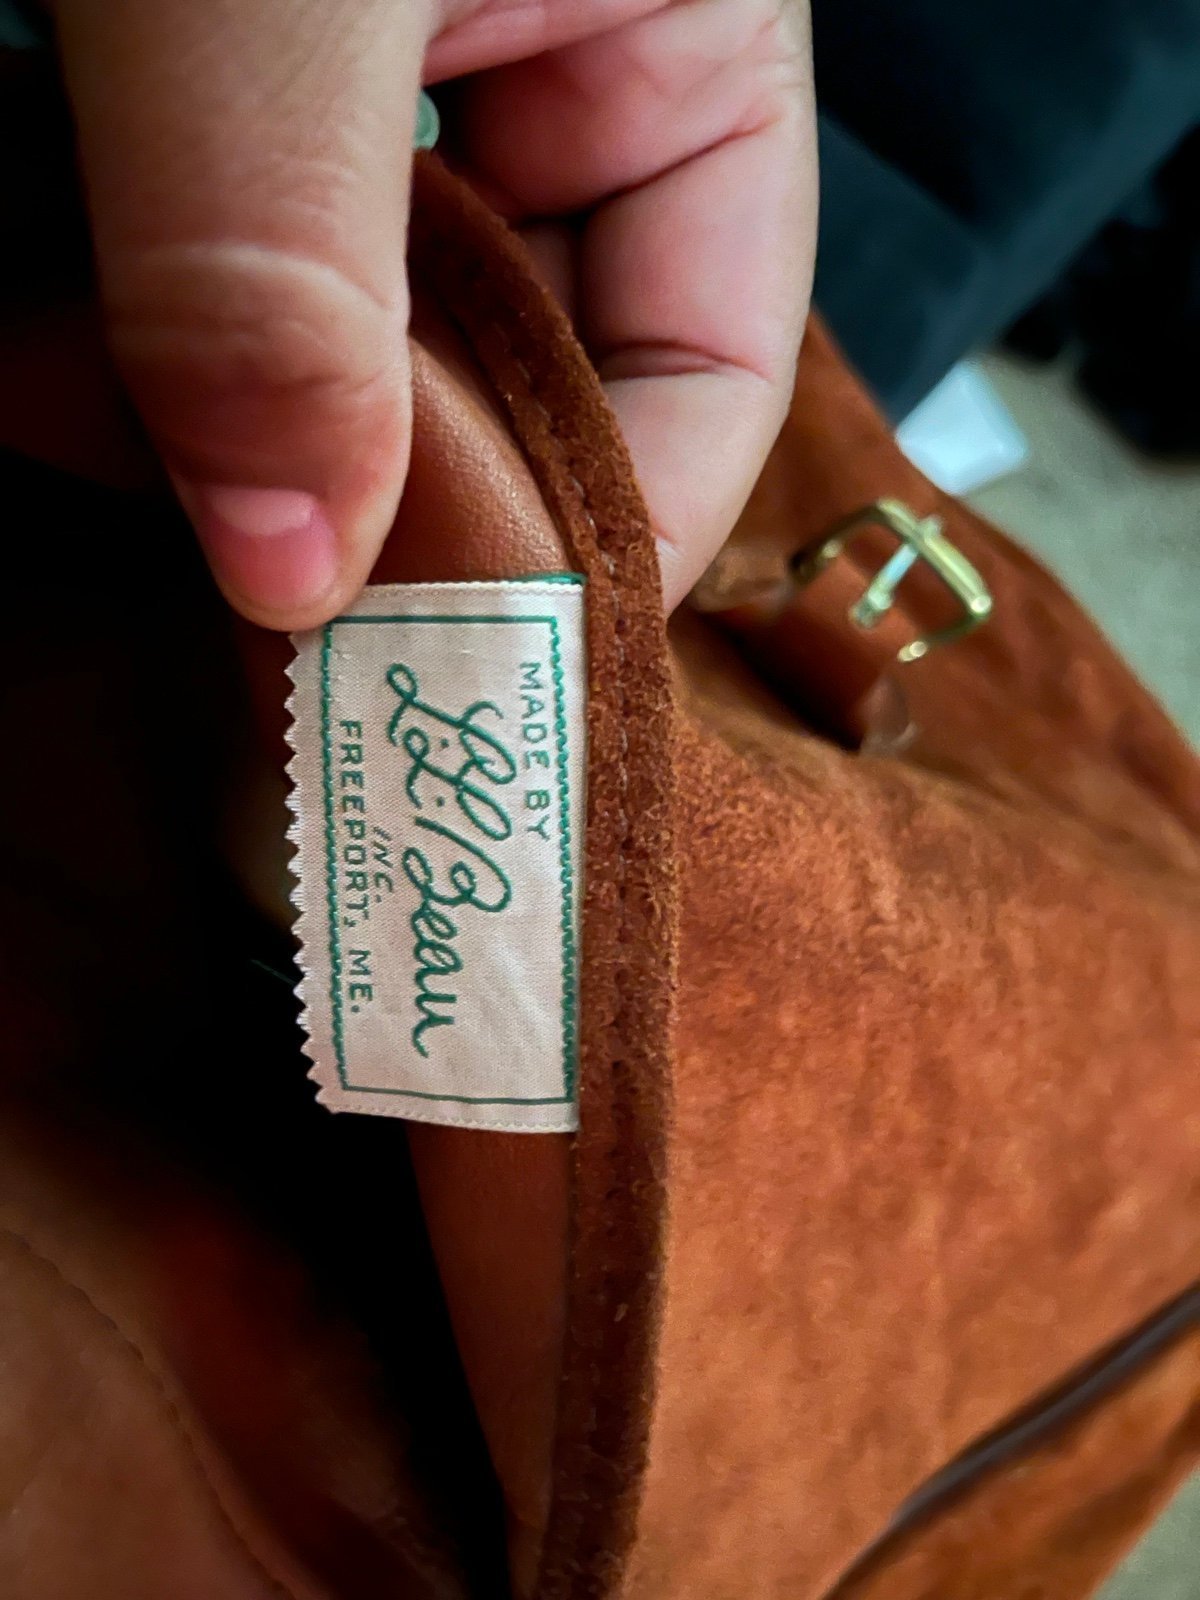 MADE BY
L.L. Bean
INC.
FREEPORT, ME.